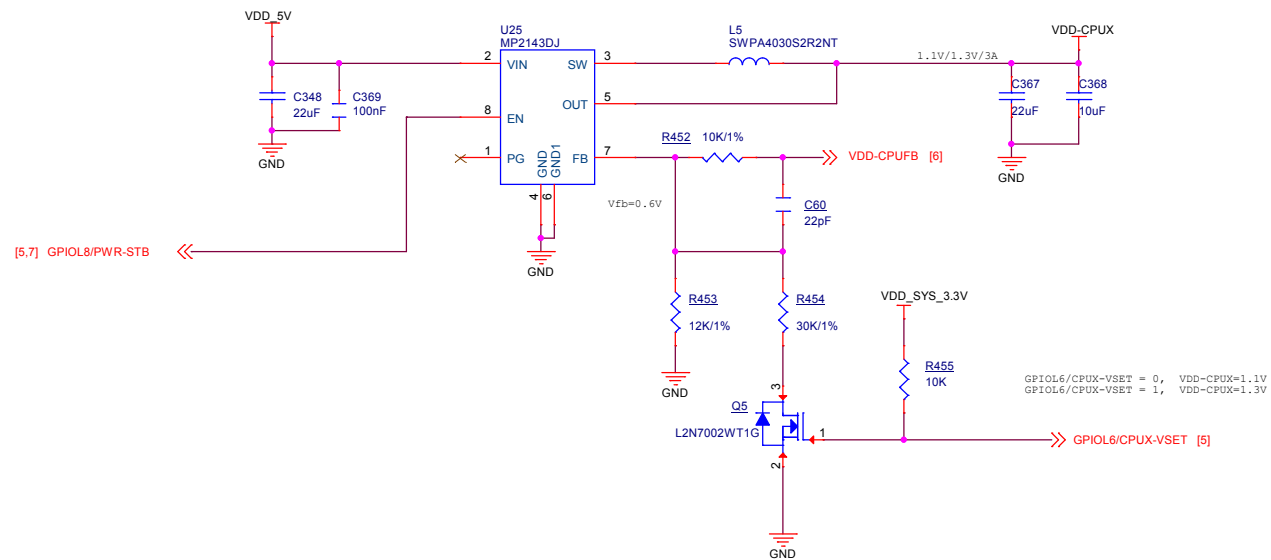 VDD_5V
U25
MP2143DJ
L5
SWPA4030S2R2NT
VDD-CPUX
2
VIN
SW
3
1.1V/1.3V/3A
C348
22uF
C369
100nF
C367
22uF
C368
10uF
OUT
5
8
EN
R452
10K/1%
GND
1
PG
GND
GND1
FB
7
VDD-CPUFB [6]
GND
4
6
Vfb=0.6V
C60
22pF
[5,7] GPIOL8/PWR-STB
GND
R453
12K/1%
R454
30K/1%
VDD_SYS_3.3V
R455
10K
GND
GPIOL6/CPUX-VSET = 0, VDD-CPUX=1.1V
GPIOL6/CPUX-VSET = 1, VDD-CPUX=1.3V
3
Q5
L2N7002WT1G
1
GPIOL6/CPUX-VSET [5]
2
GND